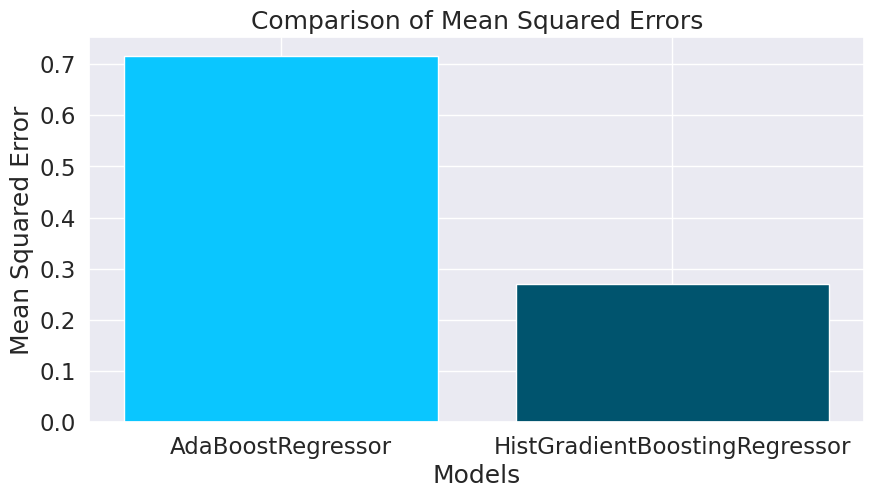 Comparison of Mean Squared Errors
Mean Squared Error
0.7
0.6
0.5
0.4
0.3
0.2
0.1
0.0
AdaBoostRegressor
HistGradientBoostingRegressor
Models